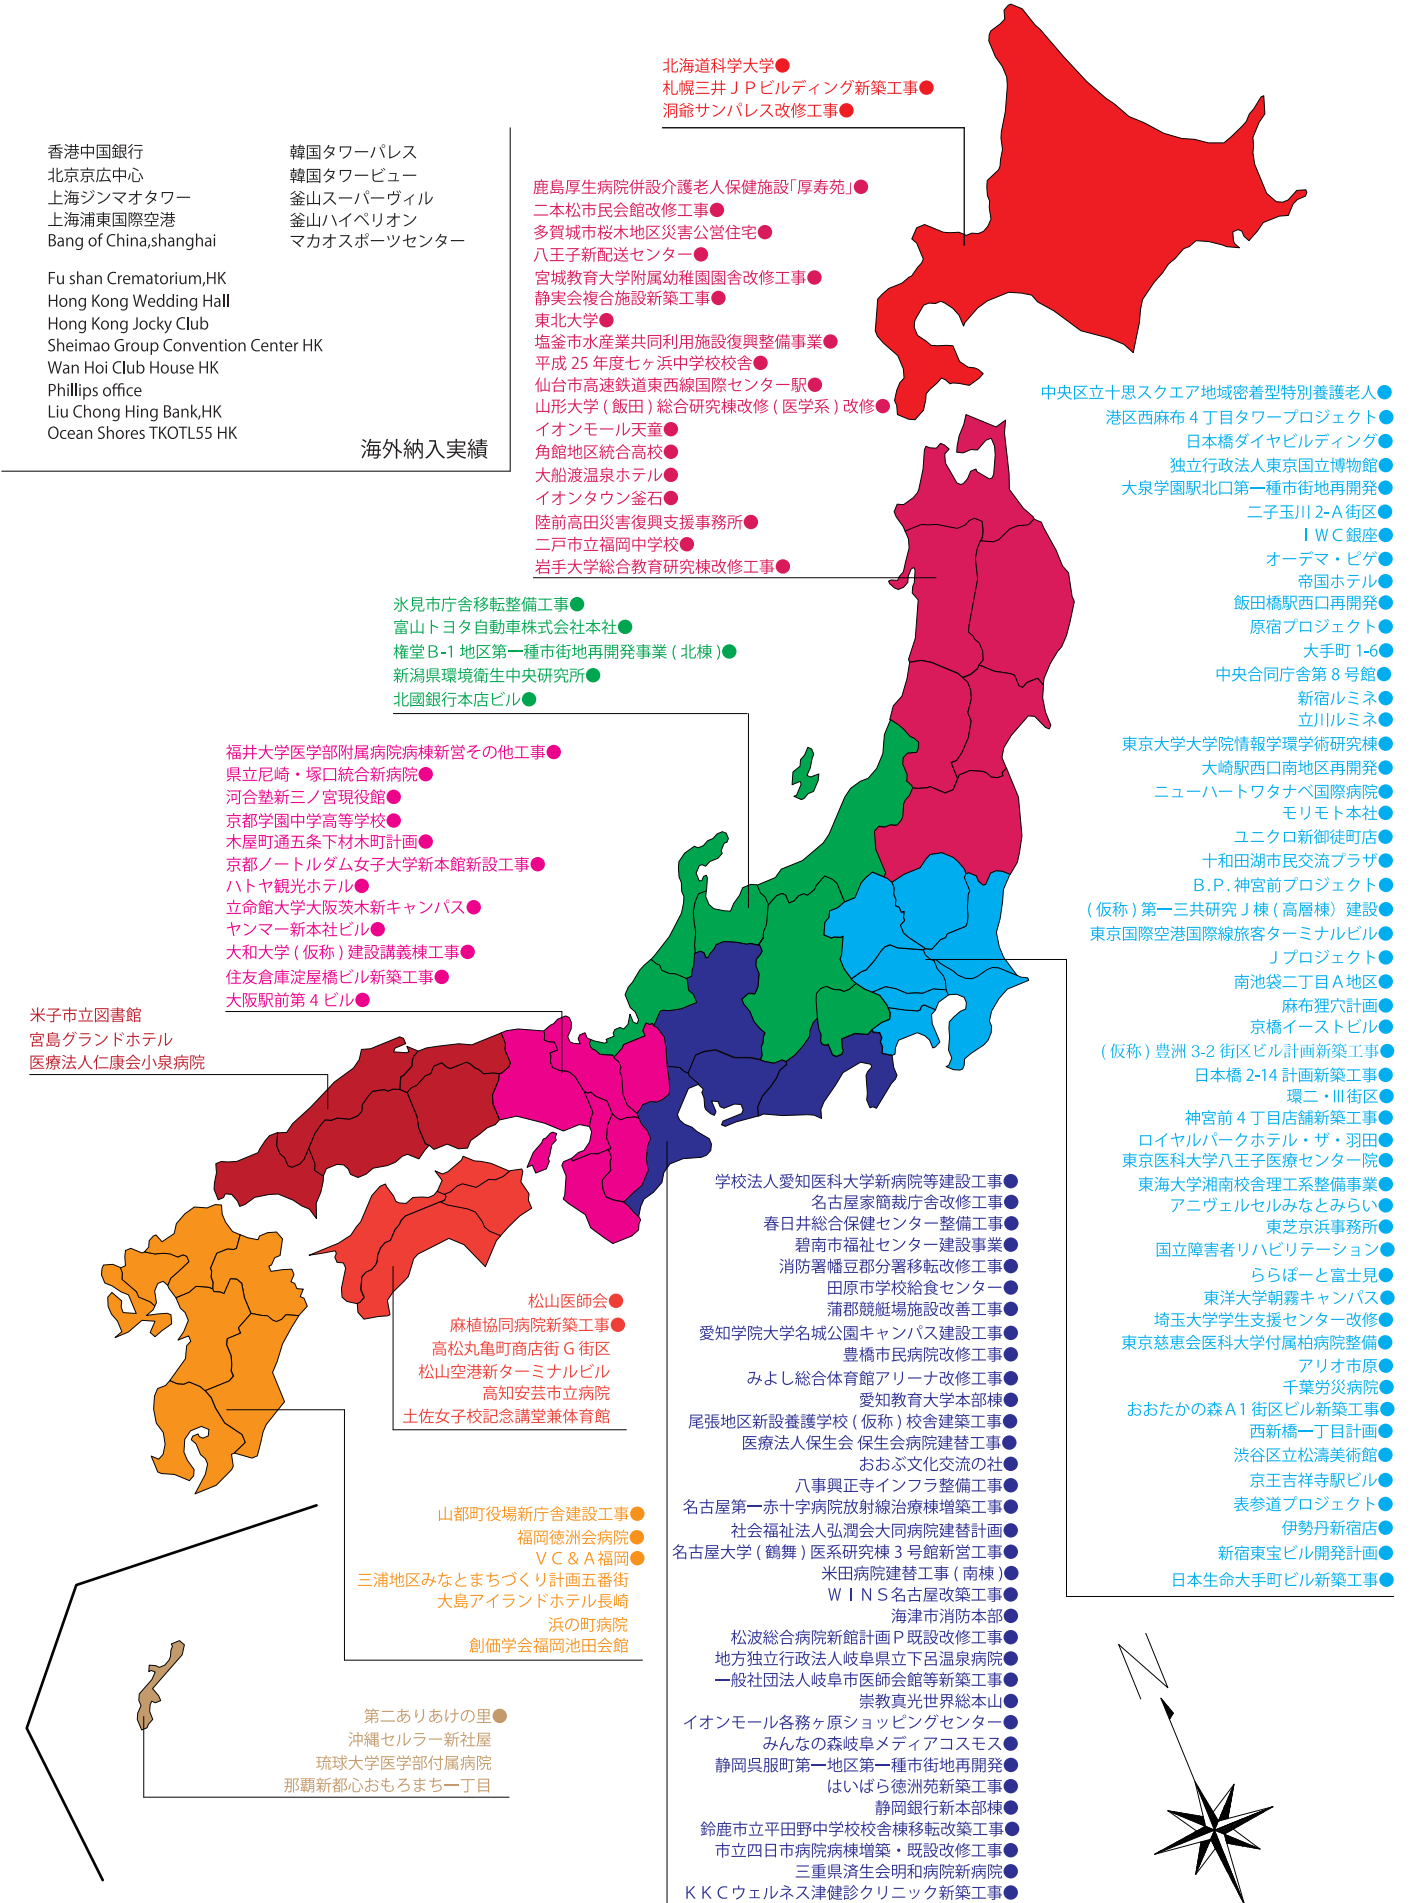 北海道科学大学●
札幌三井ＪＰビルディング新築工事●
洞爺サンパレス改修工事●
香港中国銀行
北京京広中心
上海ジンマオタワー
上海浦東国際空港
Bang of China,shanghai
韓国タワーパレス
韓国タワービュー
釜山スーパーヴィル
釜山ハイペリオン
マカオスポーツセンター
Fu shan Crematorium,HK
Hong Kong Wedding Hall
Hong Kong Jocky Club
Sheimao Group Convention Center HK
Wan Hoi Club House HK
Phillips office
Liu Chong Hing Bank,HK
Ocean Shores TKOTL55 HK
海外納入実績
鹿島厚生病院併設介護老人保健施設「厚寿苑」●
二本松市民会館改修工事●
多賀城市桜木地区災害公営住宅●
八王子新配送センター●
宮城教育大学附属幼稚園園舎改修工事●
静実会複合施設新築工事●
東北大学●
塩釜市水産業共同利用施設復興整備事業●
平成 25 年度七ヶ浜中学校校舎●
仙台市高速鉄道東西線国際センター駅●
山形大学 ( 飯田 ) 総合研究棟改修 ( 医学系 ) 改修●
イオンモール天童●
角館地区統合高校●
大船渡温泉ホテル●
イオンタウン釜石●
陸前高田災害復興支援事務所●
二戸市立福岡中学校●
岩手大学総合教育研究棟改修工事●
氷見市庁舎移転整備工事●
富山トヨタ自動車株式会社本社●
権堂Ｂ-１地区第一種市街地再開発事業 ( 北棟 )●
新潟県環境衛生中央研究所●
北國銀行本店ビル●
福井大学医学部附属病院病棟新営その他工事●
県立尼崎・塚口統合新病院●
河合塾新三ノ宮現役館●
京都学園中学高等学校●
木屋町通五条下材木町計画●
京都ノートルダム女子大学新本館新設工事●
ハトヤ観光ホテル●
立命館大学大阪茨木新キャンパス●
ヤンマー新本社ビル●
大和大学 ( 仮称 ) 建設講義棟工事●
住友倉庫淀屋橋ビル新築工事●
大阪駅前第４ビル●
米子市立図書館
宮島グランドホテル
医療法人仁康会小泉病院
中央区立十思スクエア地域密着型特別養護老人●
港区西麻布４丁目タワープロジェクト●
日本橋ダイヤビルディング●
独立行政法人東京国立博物館●
大泉学園駅北口第一種市街地再開発●
二子玉川 2-Ａ街区●
ＩＷＣ銀座●
オーデマ・ピゲ●
帝国ホテル●
飯田橋駅西口再開発●
原宿プロジェクト●
大手町 1-6●
中央合同庁舎第８号館●
新宿ルミネ●
立川ルミネ●
東京大学大学院情報学環学術研究棟●
大崎駅西口南地区再開発●
ニューハートワタナベ国際病院●
モリモト本社●
ユニクロ新御徒町店●
十和田湖市民交流プラザ●
Ｂ.Ｐ. 神宮前プロジェクト●
( 仮称 ) 第一三共研究Ｊ棟 ( 高層棟）建設●
東京国際空港国際線旅客ターミナルビル●
Ｊプロジェクト●
南池袋二丁目Ａ地区●
麻布狸穴計画●
京橋イーストビル●
( 仮称 ) 豊洲 3-2 街区ビル計画新築工事●
日本橋 2-14 計画新築工事●
環二・Ⅲ街区●
神宮前４丁目店舗新築工事●
ロイヤルパークホテル・ザ・羽田●
東京医科大学八王子医療センター院●
東海大学湘南校舎理工系整備事業●
アニヴェルセルみなとみらい●
東芝京浜事務所●
国立障害者リハビリテーション●
ららぽーと富士見●
東洋大学朝霧キャンパス●
埼玉大学学生支援センター改修●
東京慈恵会医科大学付属柏病院整備●
アリオ市原●
千葉労災病院●
おおたかの森Ａ１街区ビル新築工事●
西新橋一丁目計画●
渋谷区立松濤美術館●
京王吉祥寺駅ビル●
表参道プロジェクト●
伊勢丹新宿店●
新宿東宝ビル開発計画●
日本生命大手町ビル新築工事●
学校法人愛知医科大学新病院等建設工事●
名古屋家簡裁庁舎改修工事●
春日井総合保健センター整備工事●
碧南市福祉センター建設事業●
消防署幡豆郡分署移転改修工事●
田原市学校給食センター●
蒲郡競艇場施設改善工事●
愛知学院大学名城公園キャンパス建設工事●
豊橋市民病院改修工事●
みよし総合体育館アリーナ改修工事●
愛知教育大学本部棟●
尾張地区新設養護学校 ( 仮称 ) 校舎建築工事●
医療法人保生会 保生会病院建替工事●
おおぶ文化交流の社●
八事興正寺インフラ整備工事●
名古屋第一赤十字病院放射線治療棟増築工事●
社会福祉法人弘潤会大同病院建替計画●
名古屋大学 ( 鶴舞 ) 医系研究棟３号館新営工事●
米田病院建替工事 ( 南棟 )●
ＷＩＮＳ名古屋改築工事●
海津市消防本部●
松波総合病院新館計画Ｐ既設改修工事●
地方独立行政法人岐阜県立下呂温泉病院●
一般社団法人岐阜市医師会館等新築工事●
崇教真光世界総本山●
イオンモール各務ヶ原ショッピングセンター●
みんなの森岐阜メディアコスモス●
静岡呉服町第一地区第一種市街地再開発●
はいばら徳洲苑新築工事●
静岡銀行新本部棟●
鈴鹿市立平田野中学校校舎棟移転改築工事●
市立四日市病院病棟増築・既設改修工事●
三重県済生会明和病院新病院●
ＫＫＣウェルネス津健診クリニック新築工事●
松山医師会●
麻植協同病院新築工事●
高松丸亀町商店街 G 街区
松山空港新ターミナルビル
高知安芸市立病院
土佐女子校記念講堂兼体育館
山都町役場新庁舎建設工事●
福岡徳洲会病院●
ＶＣ＆Ａ福岡●
三浦地区みなとまちづくり計画五番街
大島アイランドホテル長崎
浜の町病院
創価学会福岡池田会館
第二ありあけの里●
沖縄セルラー新社屋
琉球大学医学部付属病院
那覇新都心おもろまち一丁目
N